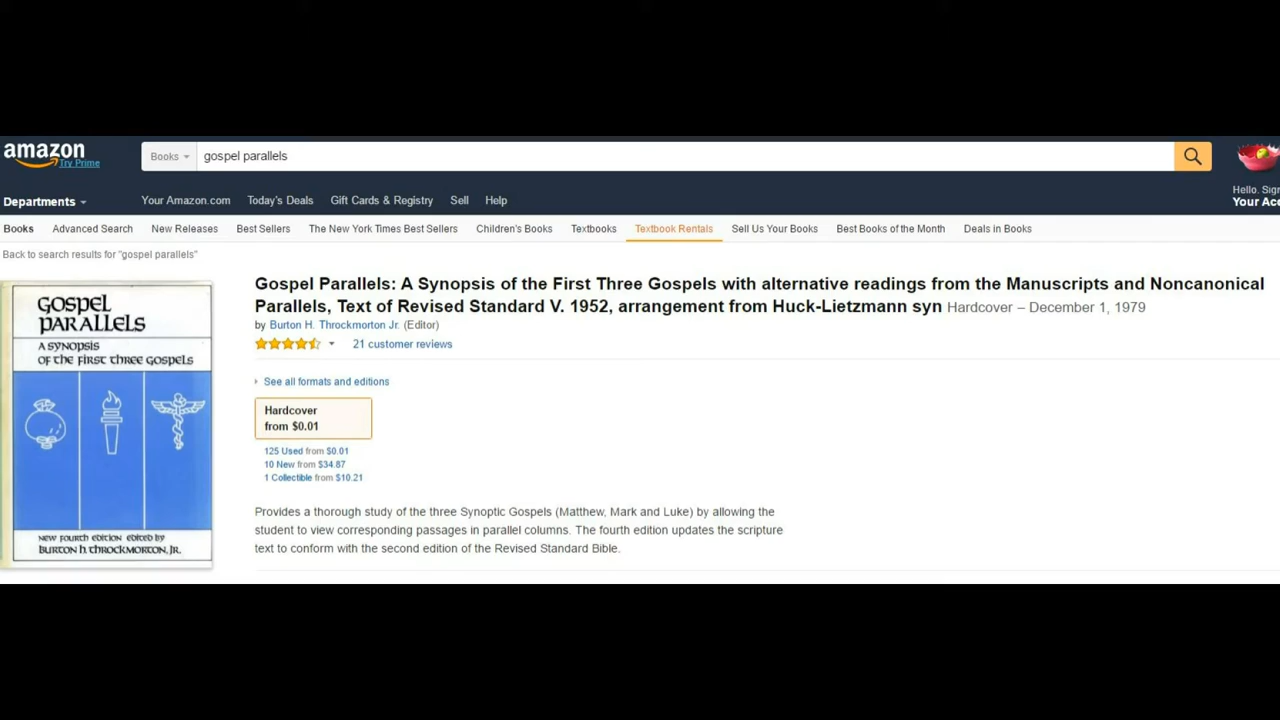 amazon
Try Prime
Books
gospel parallels
Hello. Sign
Departments
Your Amazon.com
Today's Deals
Gift Cards & Registry
Sell
Help
Your Acc
Books
Advanced Search
New Releases
Best Sellers
The New York Times Best Sellers
Children's Books
Textbooks
Textbook Rentals
Sell Us Your Books
Best Books of the Month
Deals in Books
Back to search results for "gospel parallels"
GOSPEL
PARALLELS
A SYNOPSIS
OF THE FIRST THREE GOSPELS
NEW FOURTH EDITION EDITED BY
BURTON H. THROCKMORTON, JR.
Gospel Parallels: A Synopsis of the First Three Gospels with alternative readings from the Manuscripts and Noncanonical
Parallels, Text of Revised Standard V. 1952, arrangement from Huck-Lietzmann syn Hardcover – December 1, 1979
by Burton H. Throckmorton Jr. (Editor)
21 customer reviews
See all formats and editions
Hardcover
from $0.01
125 Used from $0.01
10 New from $34.87
1 Collectible from $10.21
Provides a thorough study of the three Synoptic Gospels (Matthew, Mark and Luke) by allowing the
student to view corresponding passages in parallel columns. The fourth edition updates the scripture
text to conform with the second edition of the Revised Standard Bible.